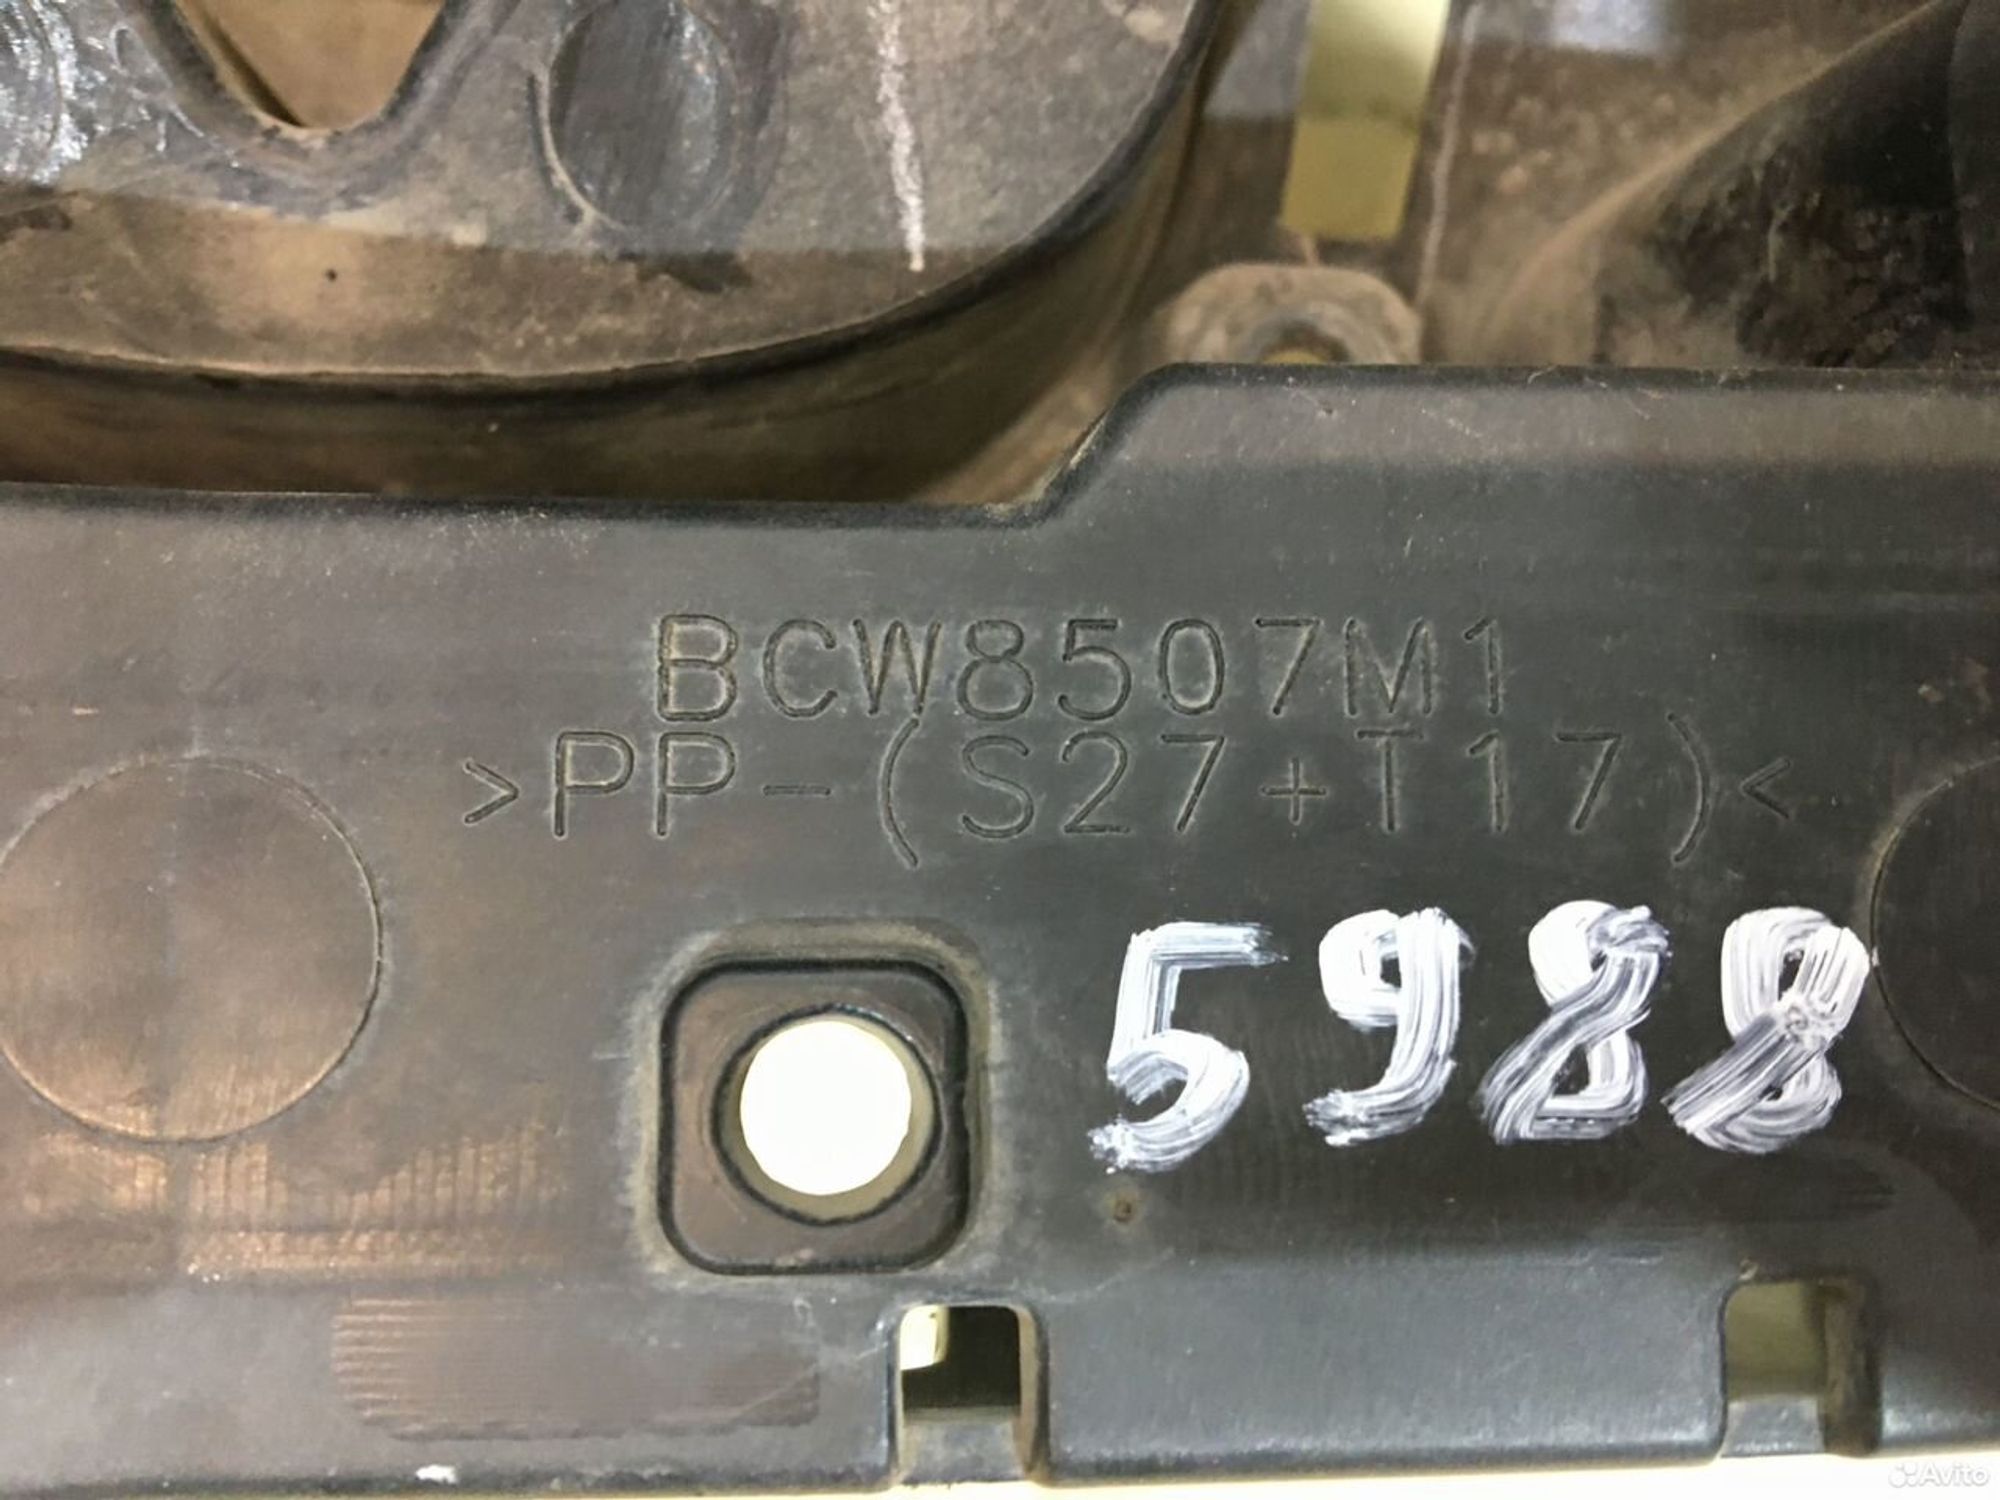 BCW8507M1
>PP-(S27+T17)<
5988
Avito